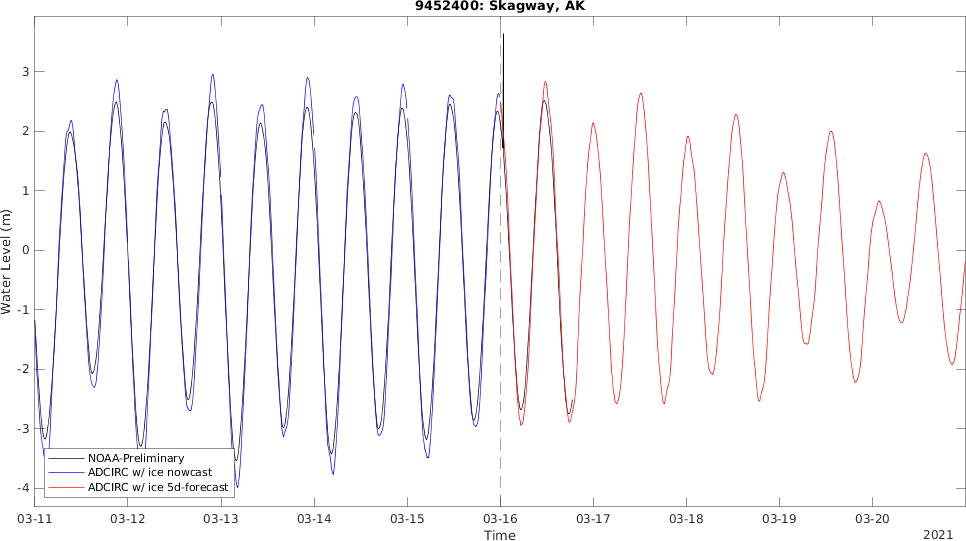 9452400: Skagway, AK
Water Level (m)
3
2
1
0
-1
-2
-3
-4
NOAA-Preliminary
ADCIRC w/ ice nowcast
ADCIRC w/ ice 5d-forecast
03-11 03-12 03-13 03-14 03-15 03-16 03-17 03-18 03-19 03-20
Time
2021